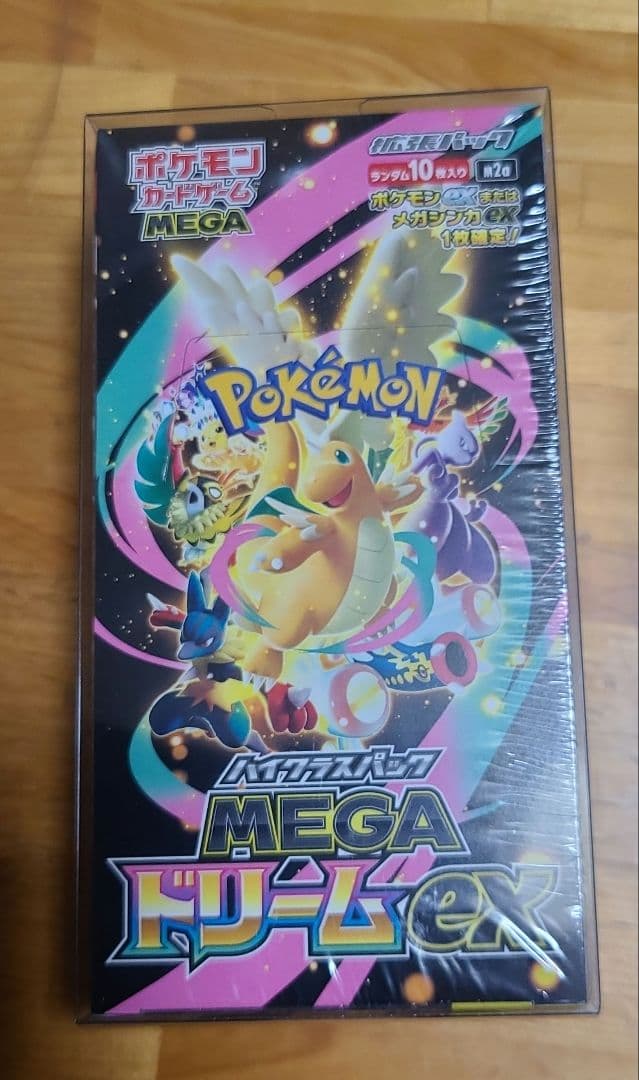 ポケモン
カードゲーム
MEGA
拡張パック
ランダム10枚入り
m2a
ポケモンexまたは
メガシンカex
1枚確定!
POKéMON
ハイクラスパック
MEGA
ドリームex